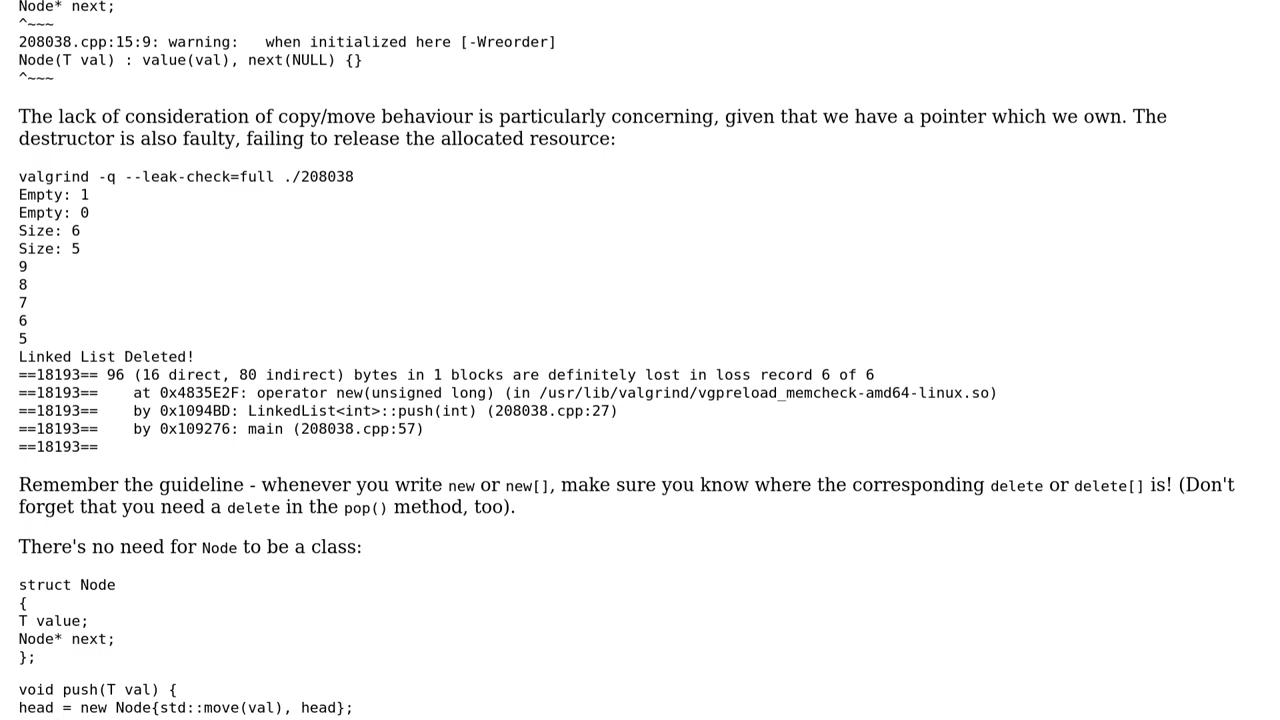 Node* next;
^~~~
208038.cpp:15:9: warning:   when initialized here [-Wreorder]
Node(T val) : value(val), next(NULL) {}
^~~~
The lack of consideration of copy/move behaviour is particularly concerning, given that we have a pointer which we own. The
destructor is also faulty, failing to release the allocated resource:
valgrind -q --leak-check=full ./208038
Empty: 1
Empty: 0
Size: 6
Size: 5
9
8
7
6
5
Linked List Deleted!
==18193== 96 (16 direct, 80 indirect) bytes in 1 blocks are definitely lost in loss record 6 of 6
==18193==    at 0x4835E2F: operator new(unsigned long) (in /usr/lib/valgrind/vgpreload_memcheck-amd64-linux.so)
==18193==    by 0x1094BD: LinkedList<int>::push(int) (208038.cpp:27)
==18193==    by 0x109276: main (208038.cpp:57)
==18193==
Remember the guideline - whenever you write new or new[], make sure you know where the corresponding delete or delete[] is! (Don't
forget that you need a delete in the pop() method, too).
There's no need for Node to be a class:
struct Node
{
T value;
Node* next;
};
void push(T val) {
head = new Node{std::move(val), head};